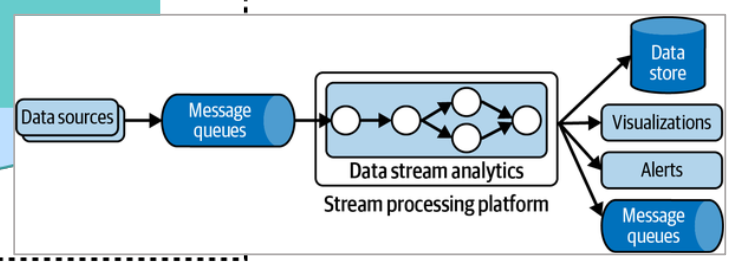 Data sources
Message
queues
Data stream analytics
Stream processing platform
Data
store
Visualizations
Alerts
Message
queues